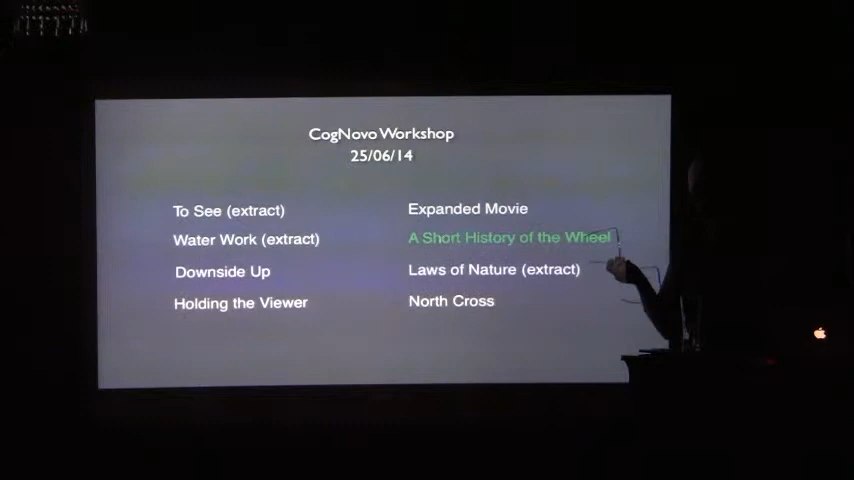 CogNovo Workshop
25/06/14
To See (extract)
Water Work (extract)
Downside Up
Holding the Viewer
Expanded Movie
A Short History of the Wheel
Laws of Nature (extract)
North Cross